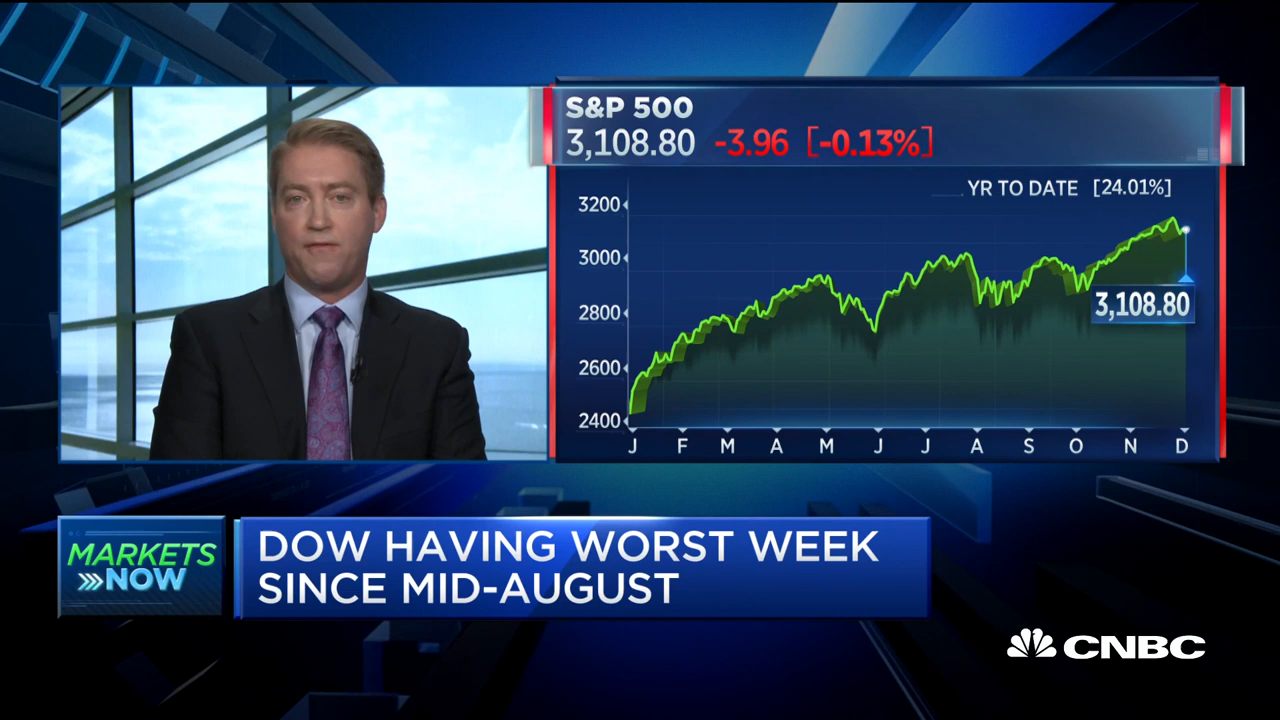 S&P 500
3,108.80 -3.96 [-0.13%]
YR TO DATE [24.01%]
3200
3000
2800
2600
2400
3,108.80
J F M A M J J A S O N D
MARKETS
NOW
DOW HAVING WORST WEEK
SINCE MID-AUGUST
CNBC